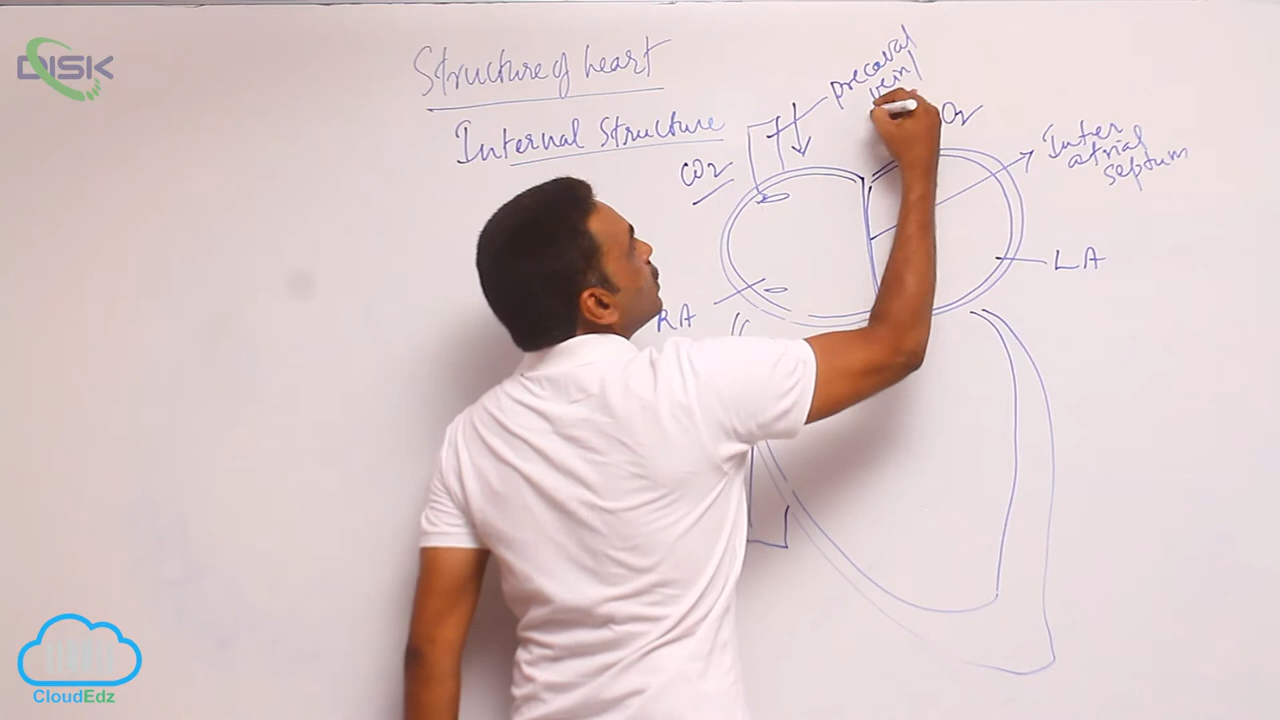 DISK
Structure of heart
Internal Structure
precaval
vein
CO2
O2
Inter
atrial
septum
LA
RA
CloudEdz